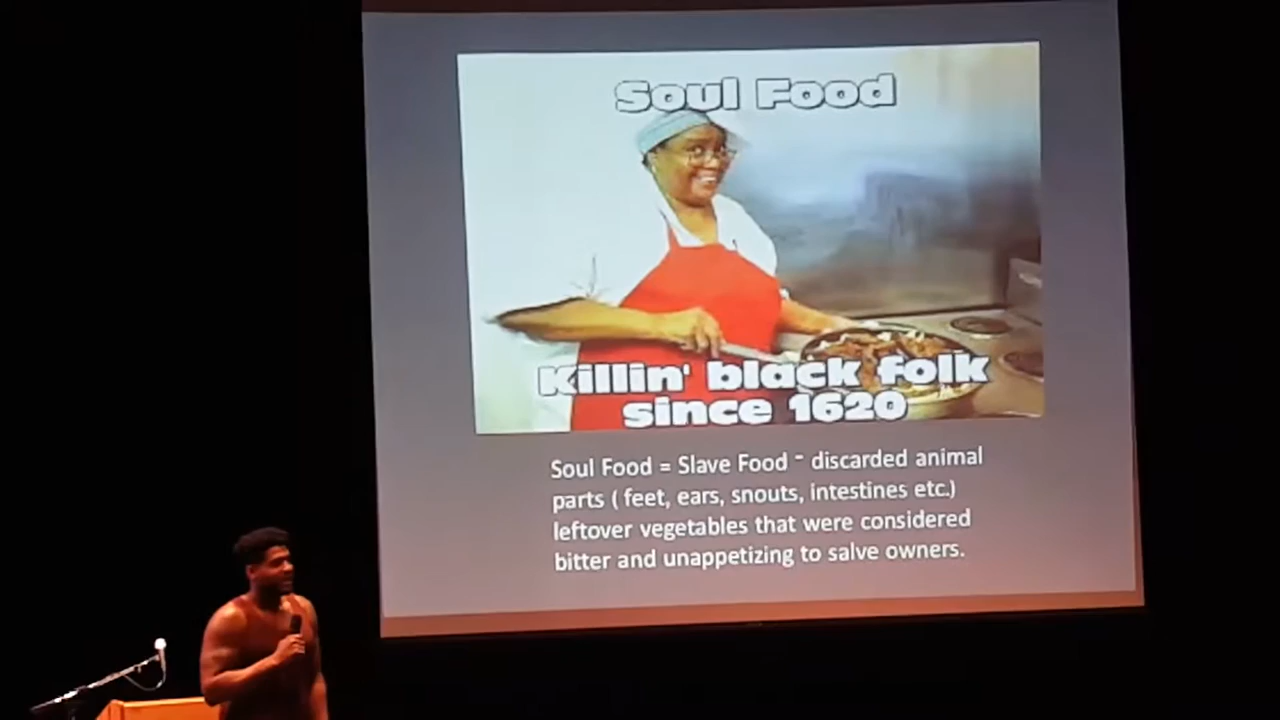 Soul Food
Killin' black folk
since 1620
Soul Food = Slave Food - discarded animal
parts ( feet, ears, snouts, intestines etc.)
leftover vegetables that were considered
bitter and unappetizing to salve owners.